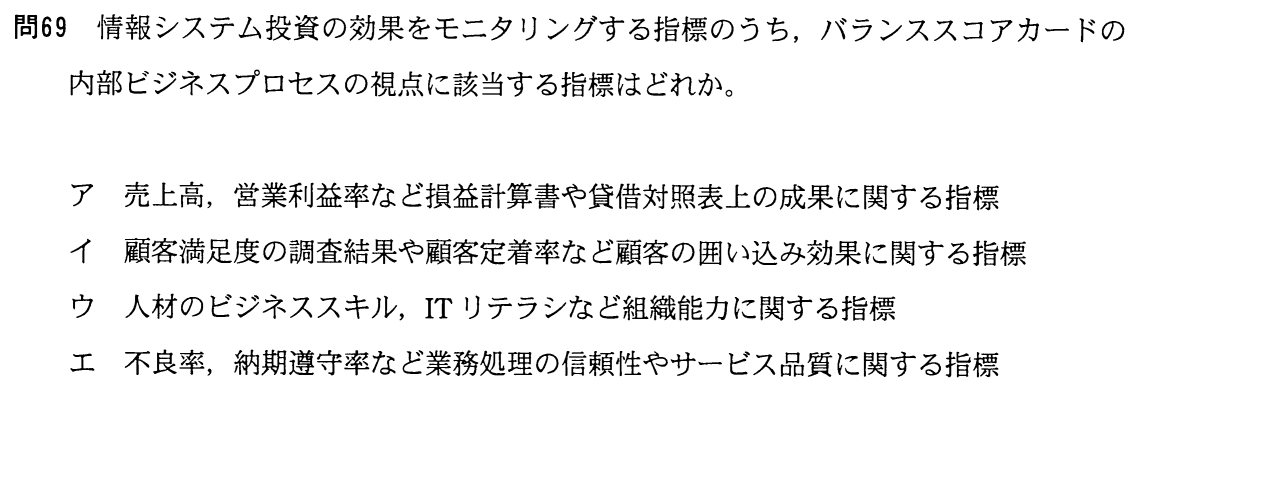 問69 情報システム投資の効果をモニタリングする指標のうち，バランススコアカードの
内部ビジネスプロセスの視点に該当する指標はどれか。
ア 売上高，営業利益率など損益計算書や貸借対照表上の成果に関する指標
イ 顧客満足度の調査結果や顧客定着率など顧客の囲い込み効果に関する指標
ウ 人材のビジネススキル，IT リテラシなど組織能力に関する指標
エ 不良率，納期遵守率など業務処理の信頼性やサービス品質に関する指標